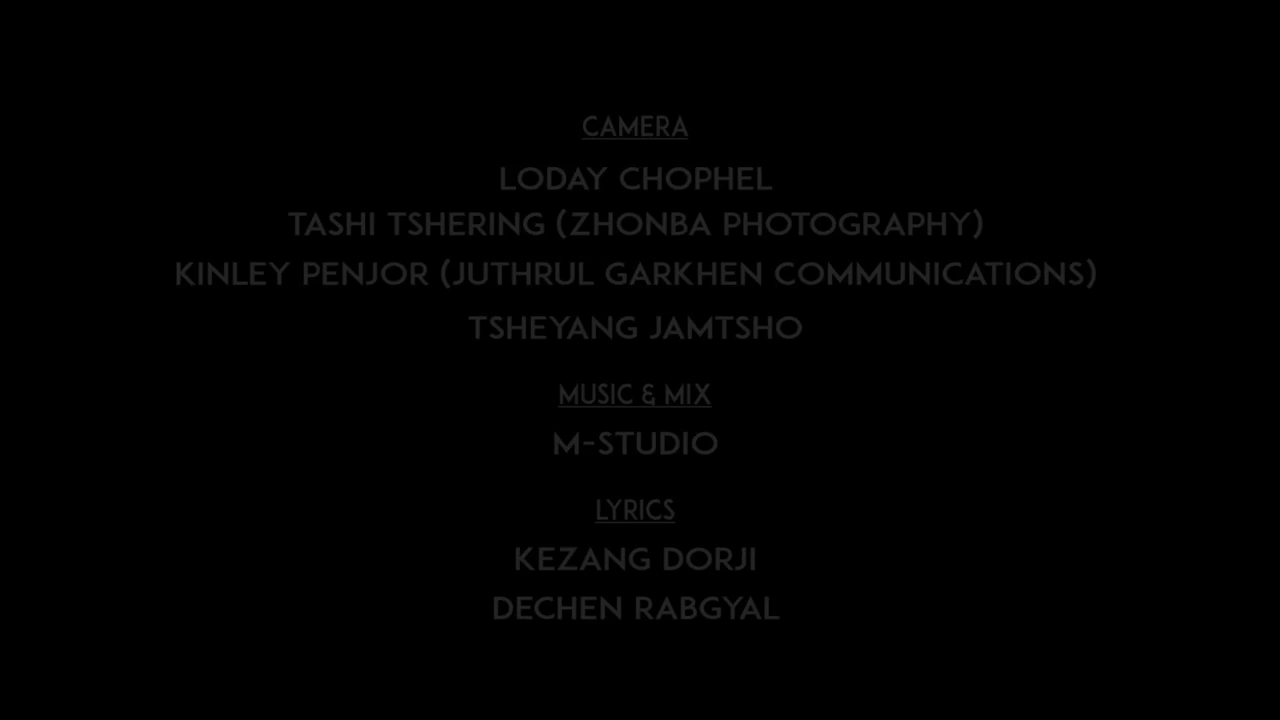 CAMERA
LODAY CHOPHEL
TASHI TSHERING (ZHONBA PHOTOGRAPHY)
KINLEY PENJOR (JUTHRUL GARKHEN COMMUNICATIONS)
TSHEYANG JAMTSHO
MUSIC & MIX
M-STUDIO
LYRICS
KEZANG DORJI
DECHEN RABGYAL